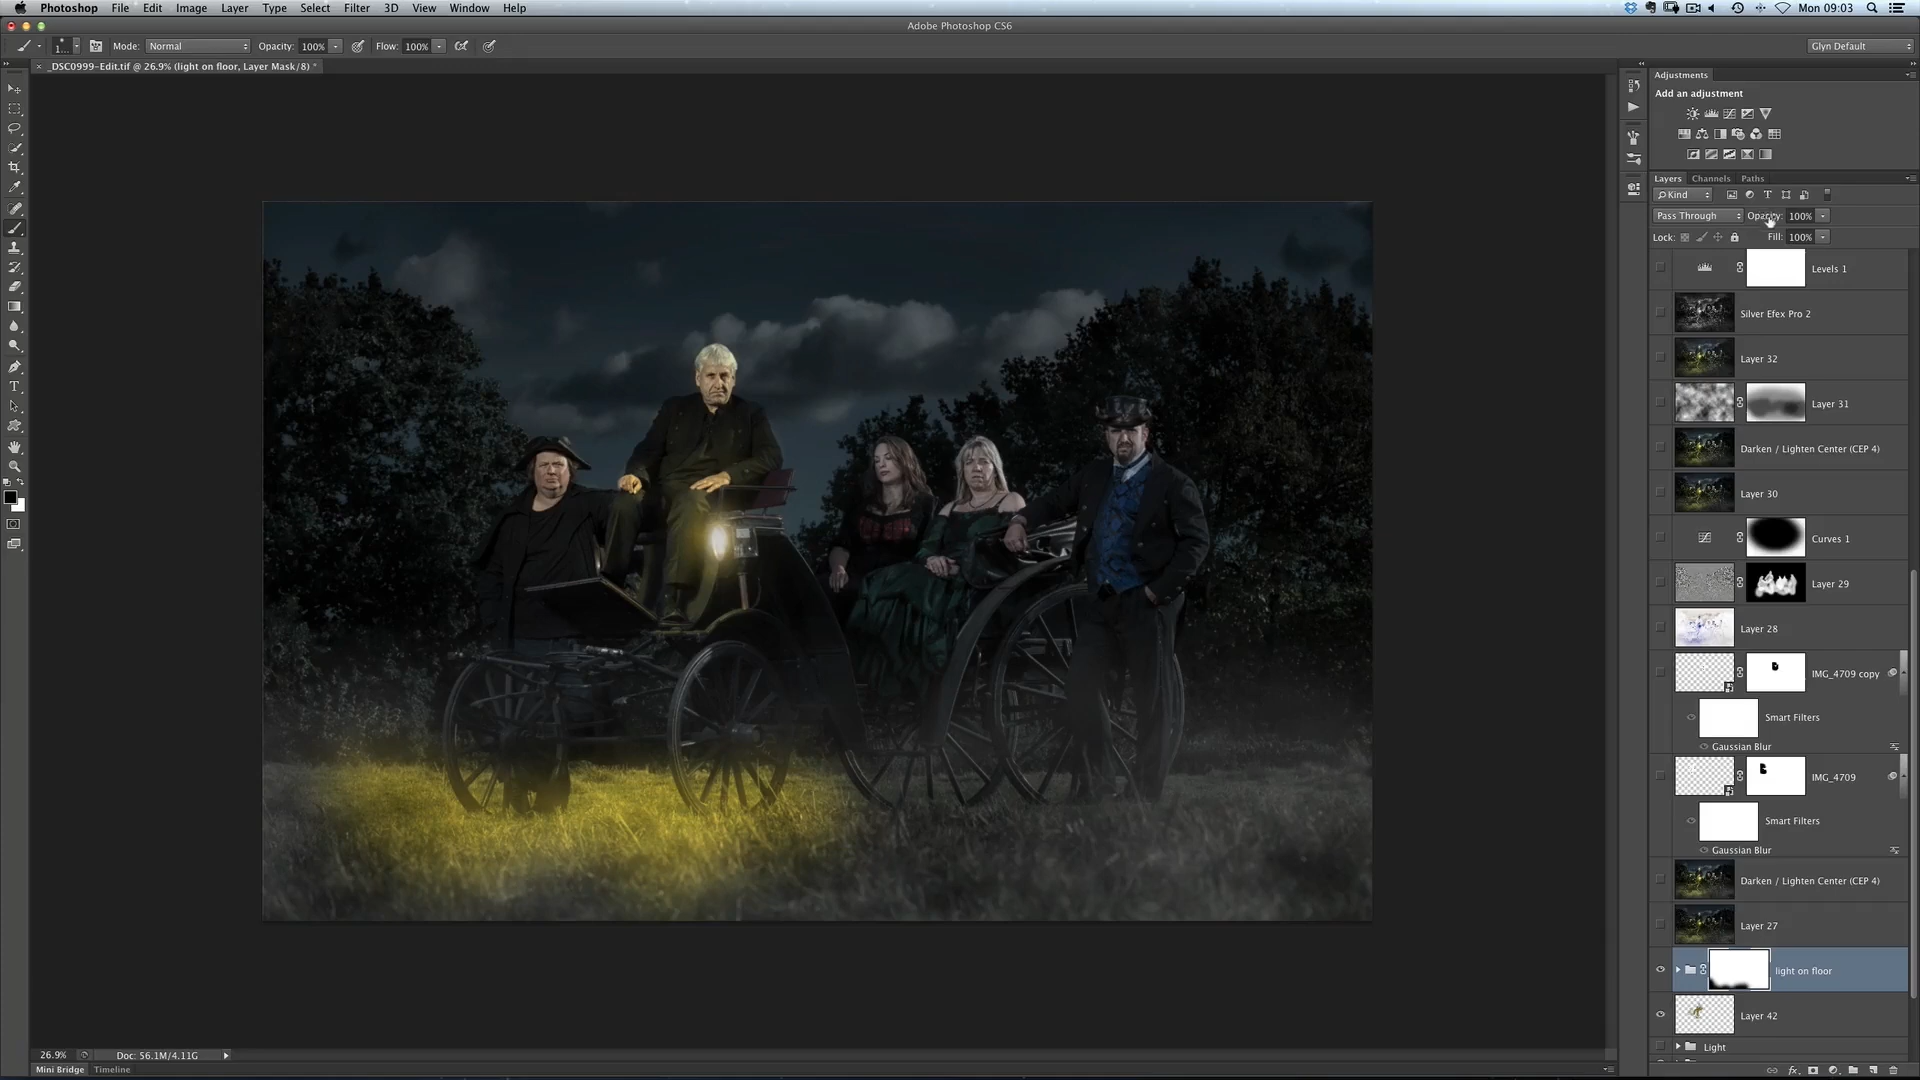 Photoshop File Edit Image Layer Type Select Filter 3D View Window Help Mon 09:03
Adobe Photoshop CS6
1... Mode: Normal Opacity: 100% Flow: 100% Glyn Default
× _DSC0999-Edit.tif @ 26.9% (light on floor, Layer Mask/8) *
Adjustments
Add an adjustment
Layers Channels Paths
Kind
Pass Through Opacity: 100%
Lock: Fill: 100%
Levels 1
Silver Efex Pro 2
Layer 32
Layer 31
Darken / Lighten Center (CEP 4)
Layer 30
Curves 1
Layer 29
Layer 28
IMG_4709 copy
Smart Filters
Gaussian Blur
IMG_4709
Smart Filters
Gaussian Blur
Darken / Lighten Center (CEP 4)
Layer 27
light on floor
Layer 42
Light
26.9% Doc: 56.1M/4.11G
Mini Bridge Timeline